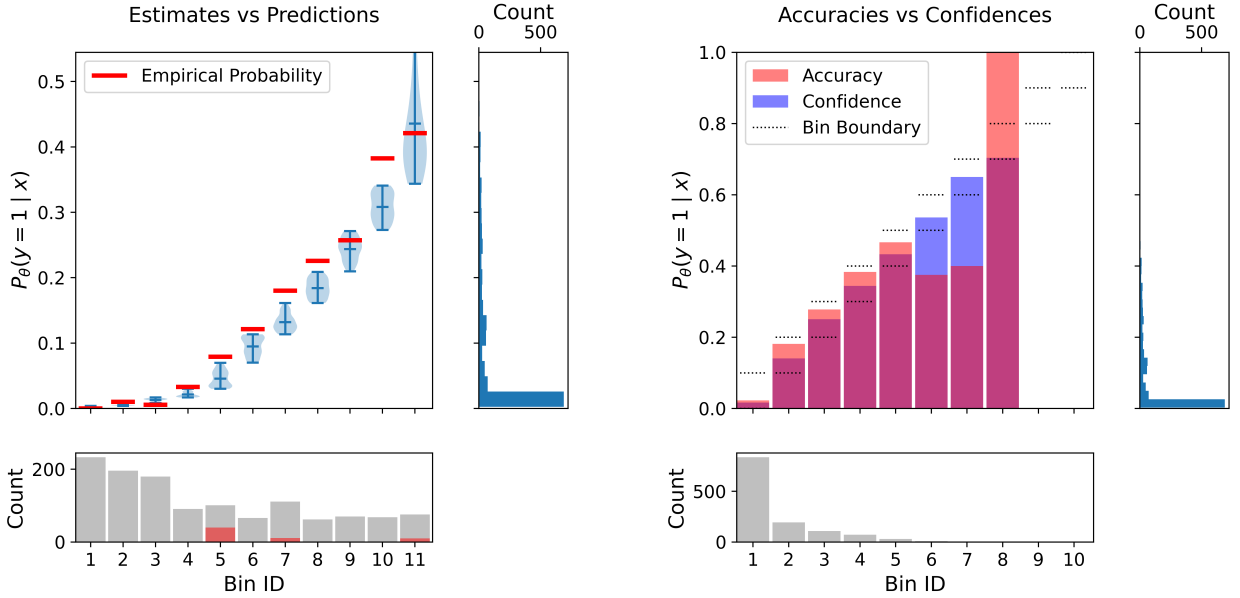 Estimates vs Predictions
Count
0 500
Empirical Probability
0.5
0.4
0.3
0.2
0.1
0.0
P_θ(y = 1 | x)
Count
200
0
1 2 3 4 5 6 7 8 9 10 11
Bin ID
Accuracies vs Confidences
Count
0 500
Accuracy
Confidence
Bin Boundary
1.0
0.8
0.6
0.4
0.2
0.0
P_θ(y = 1 | x)
Count
500
0
1 2 3 4 5 6 7 8 9 10
Bin ID